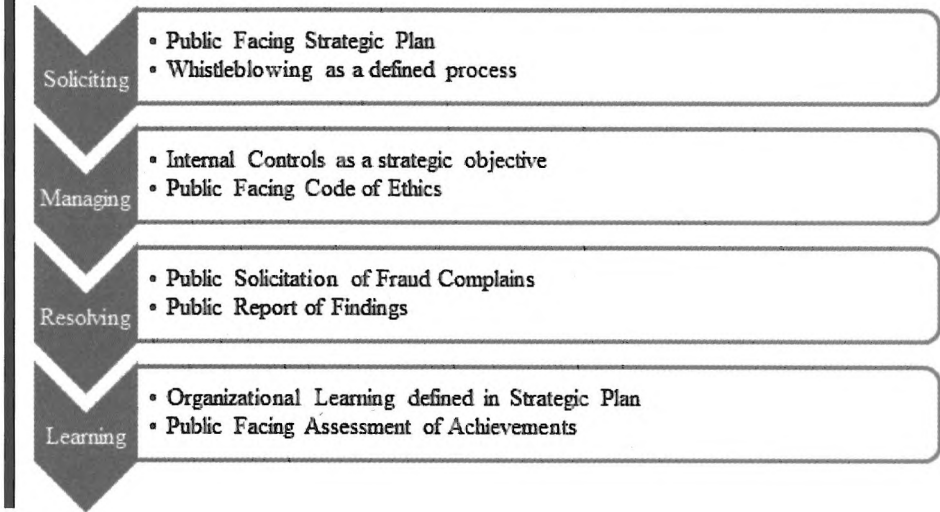 Soliciting
• Public Facing Strategic Plan
• Whistleblowing as a defined process
Managing
• Internal Controls as a strategic objective
• Public Facing Code of Ethics
Resolving
• Public Solicitation of Fraud Complains
• Public Report of Findings
Learning
• Organizational Learning defined in Strategic Plan
• Public Facing Assessment of Achievements